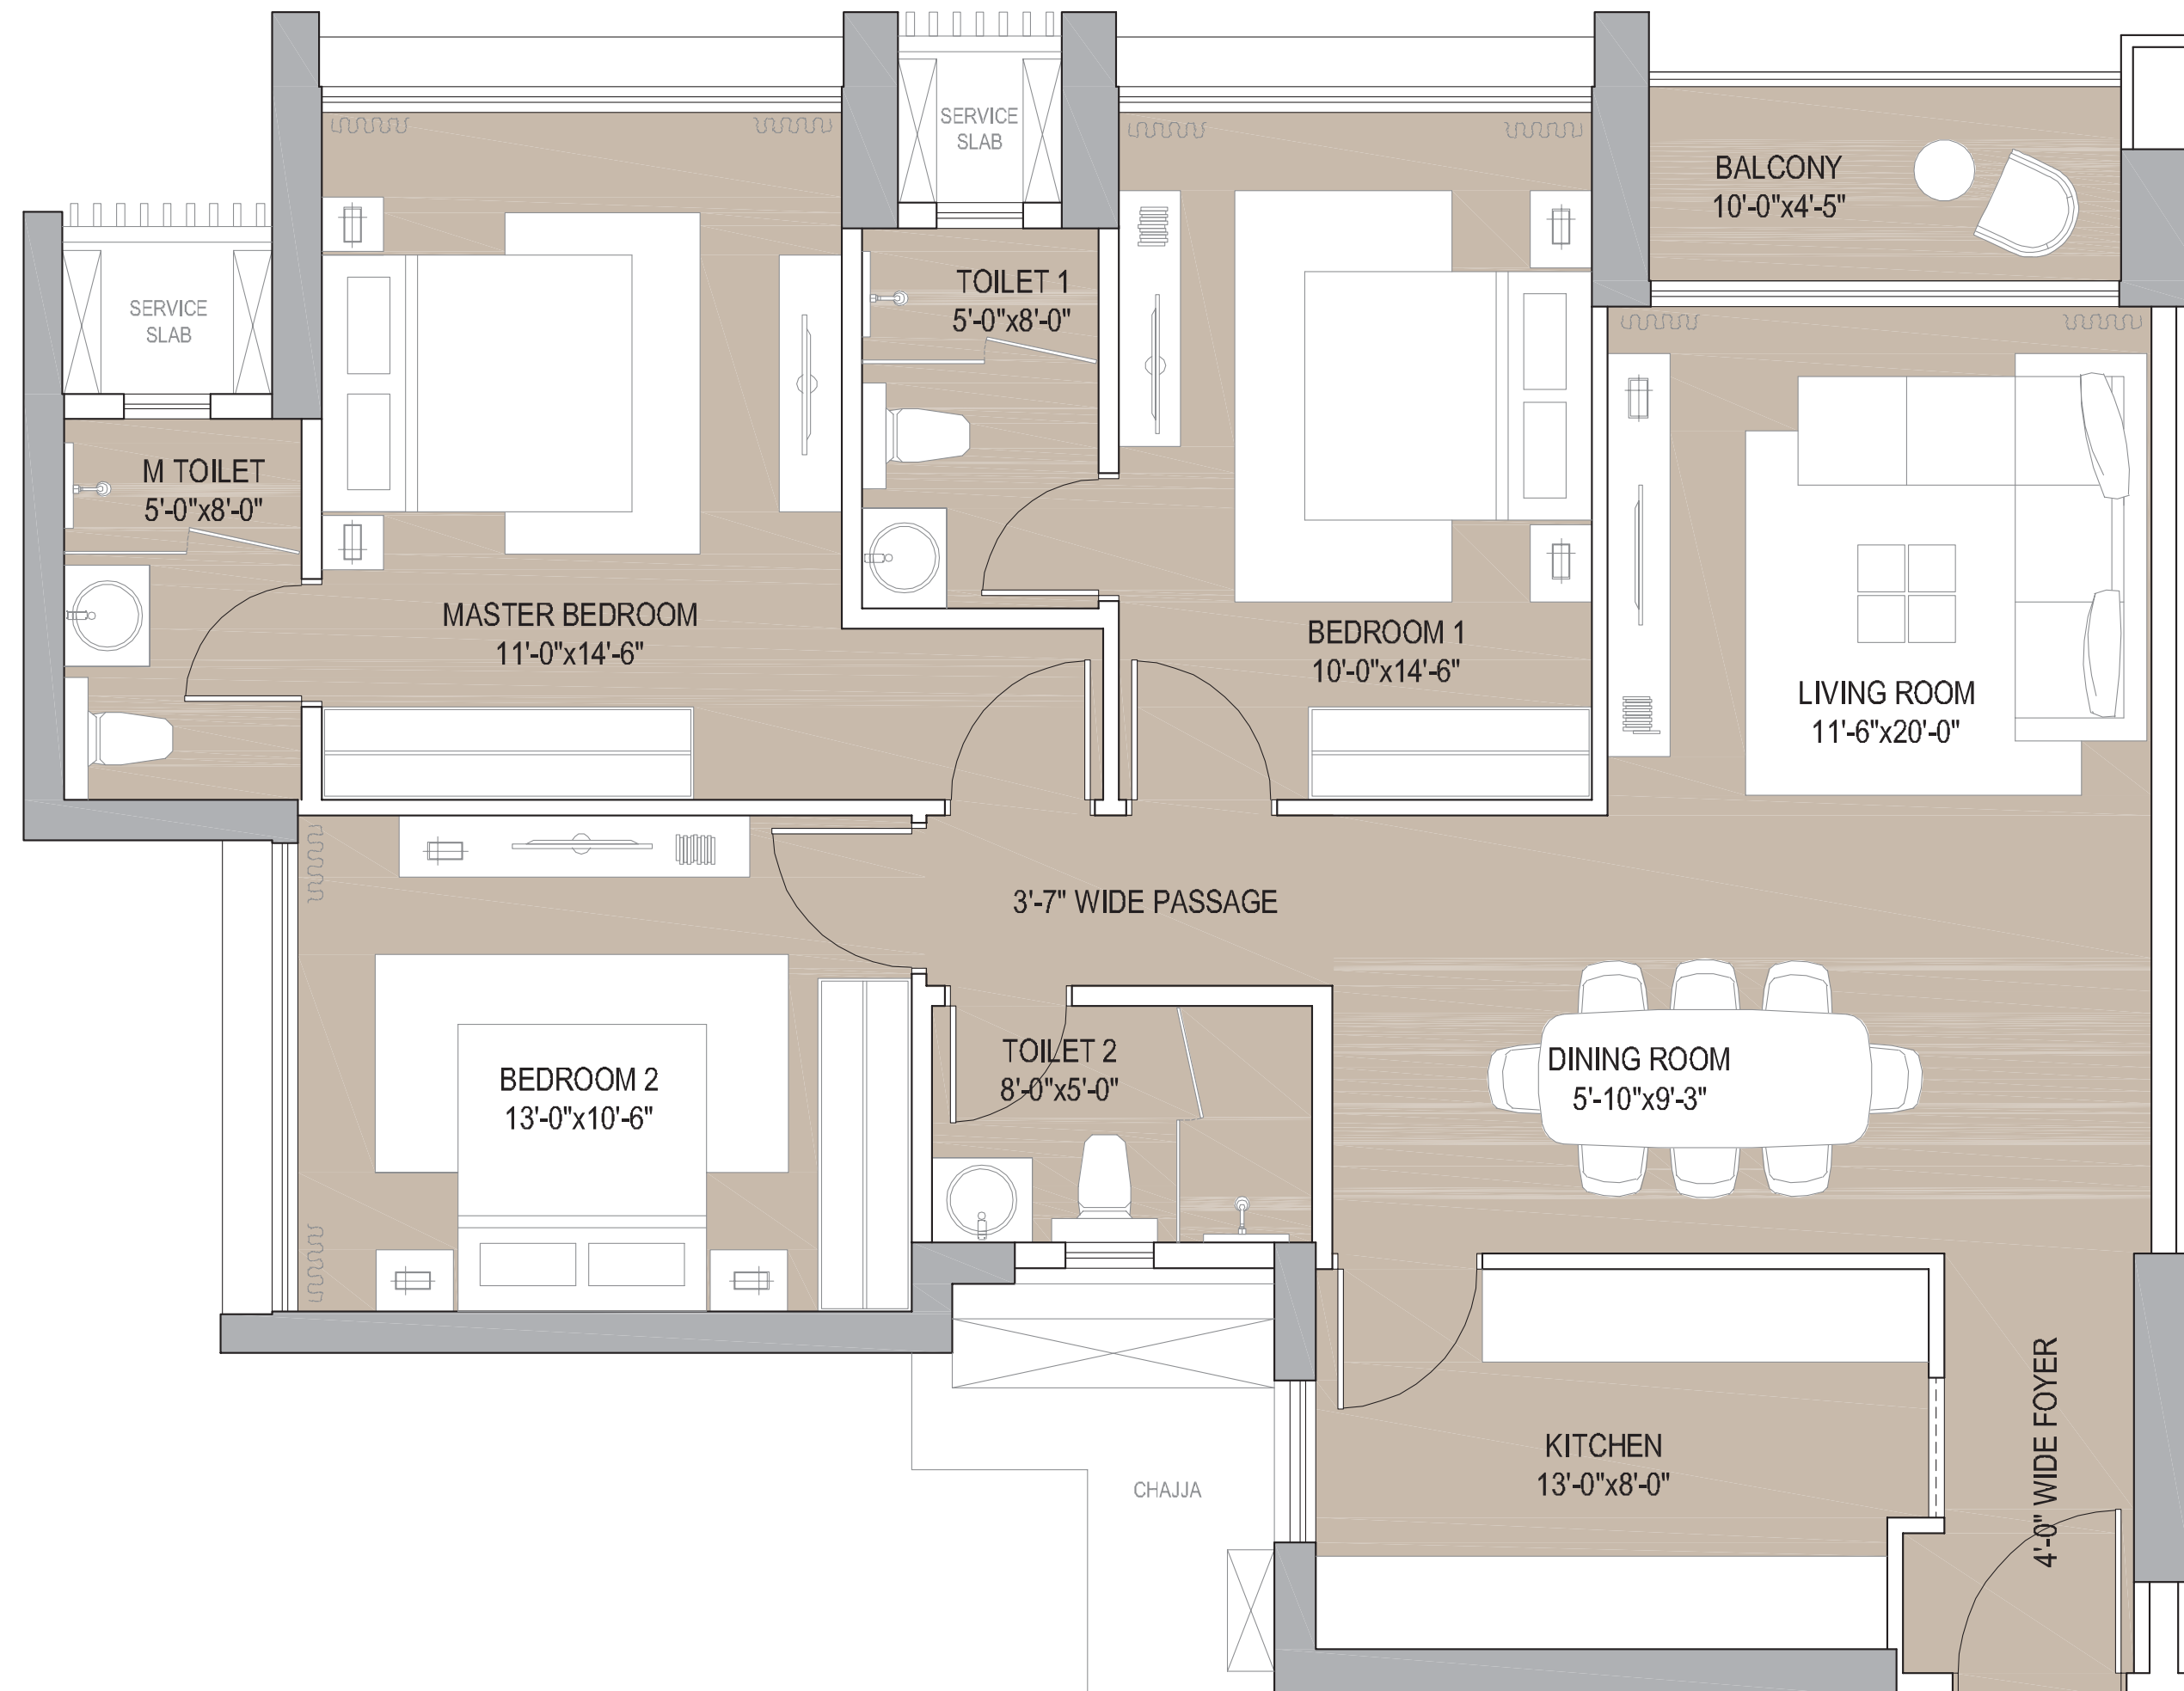 SERVICE
SLAB
BALCONY
10'-0"x4'-5"
SERVICE
SLAB
TOILET 1
5'-0"x8'-0"
M TOILET
5'-0"x8'-0"
MASTER BEDROOM
11'-0"x14'-6"
BEDROOM 1
10'-0"x14'-6"
LIVING ROOM
11'-6"x20'-0"
3'-7" WIDE PASSAGE
BEDROOM 2
13'-0"x10'-6"
TOILET 2
8'-0"x5'-0"
DINING ROOM
5'-10"x9'-3"
KITCHEN
13'-0"x8'-0"
4'-0" WIDE FOYER
CHAJJA